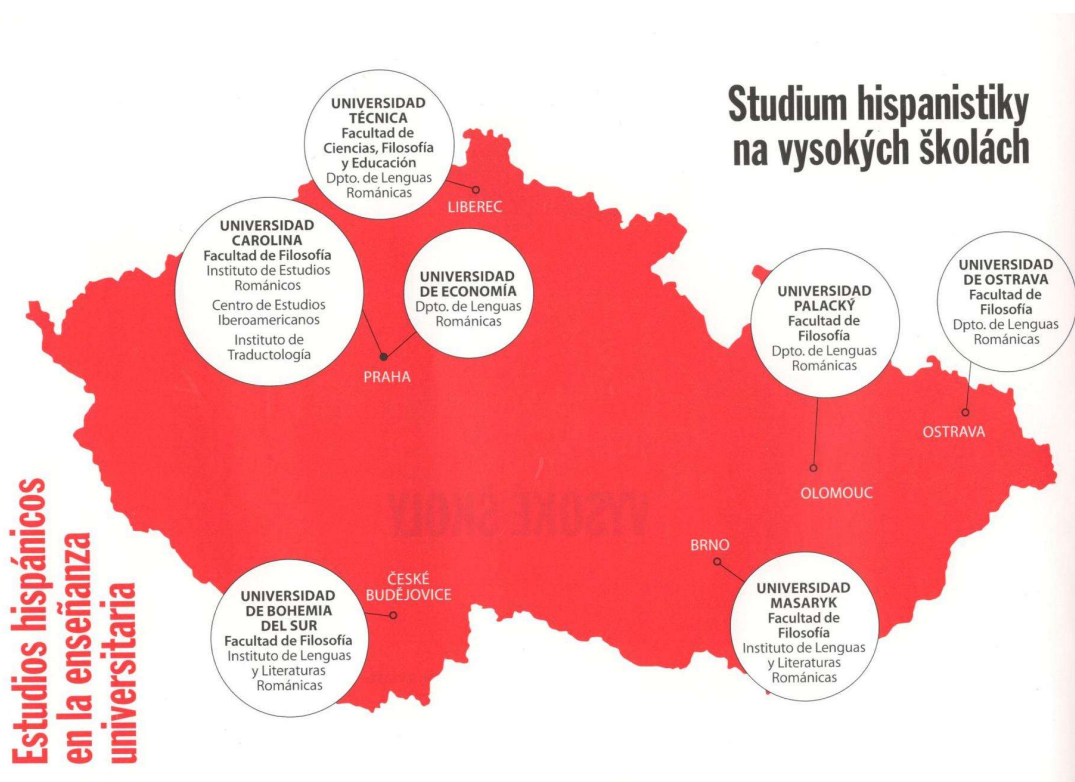 Studium hispanistiky
na vysokých školách
UNIVERSIDAD
TÉCNICA
Facultad de
Ciencias, Filosofía
y Educación
Dpto. de Lenguas
Románicas
LIBEREC
UNIVERSIDAD
CAROLINA
Facultad de Filosofía
Instituto de Estudios
Románicos
Centro de Estudios
Iberoamericanos
Instituto de
Traductología
UNIVERSIDAD
DE ECONOMÍA
Dpto. de Lenguas
Románicas
PRAHA
UNIVERSIDAD
PALACKÝ
Facultad de
Filosofía
Dpto. de Lenguas
Románicas
OLOMOUC
UNIVERSIDAD
DE OSTRAVA
Facultad de
Filosofía
Dpto. de Lenguas
Románicas
OSTRAVA
VYSOKÉ ŠKOLY
BRNO
UNIVERSIDAD
MASARYK
Facultad de
Filosofía
Instituto de Lenguas
y Literaturas
Románicas
ČESKÉ
BUDĚJOVICE
UNIVERSIDAD
DE BOHEMIA
DEL SUR
Facultad de Filosofía
Instituto de Lenguas
y Literaturas
Románicas
Estudios hispánicos
en la enseñanza
universitaria